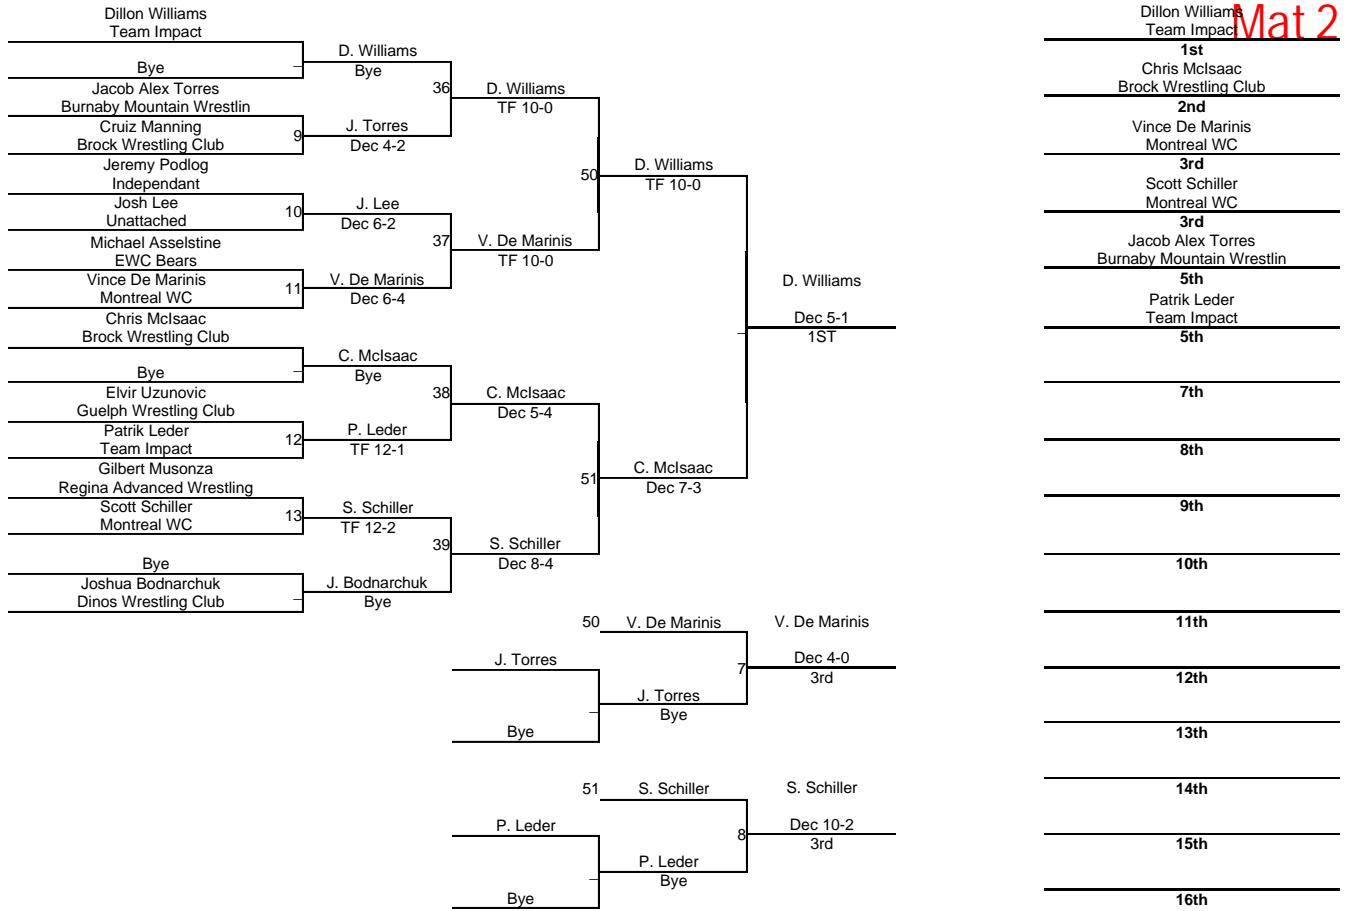 Dillon Williams
Team Impact
Bye
Jacob Alex Torres
Burnaby Mountain Wrestlin
Cruiz Manning
Brock Wrestling Club
9
Jeremy Podlog
Independant
Josh Lee
Unattached
10
Michael Asselstine
EWC Bears
Vince De Marinis
Montreal WC
11
Chris McIsaac
Brock Wrestling Club
Bye
Elvir Uzunovic
Guelph Wrestling Club
Patrik Leder
Team Impact
12
Gilbert Musonza
Regina Advanced Wrestling
Scott Schiller
Montreal WC
13
Bye
Joshua Bodnarchuk
Dinos Wrestling Club
D. Williams
Bye
36
J. Torres
Dec 4-2
J. Lee
Dec 6-2
37
V. De Marinis
Dec 6-4
C. McIsaac
Bye
38
P. Leder
TF 12-1
S. Schiller
TF 12-2
39
J. Bodnarchuk
Bye
D. Williams
TF 10-0
50
V. De Marinis
TF 10-0
C. McIsaac
Dec 5-4
51
S. Schiller
Dec 8-4
D. Williams
TF 10-0
C. McIsaac
Dec 7-3
D. Williams
Dec 5-1
1ST
50 V. De Marinis
J. Torres
7
J. Torres
Bye
Bye
V. De Marinis
Dec 4-0
3rd
51 S. Schiller
P. Leder
8
P. Leder
Bye
Bye
S. Schiller
Dec 10-2
3rd
Mat 2
Dillon Williams
Team Impact
1st
Chris McIsaac
Brock Wrestling Club
2nd
Vince De Marinis
Montreal WC
3rd
Scott Schiller
Montreal WC
3rd
Jacob Alex Torres
Burnaby Mountain Wrestlin
5th
Patrik Leder
Team Impact
5th
7th
8th
9th
10th
11th
12th
13th
14th
15th
16th